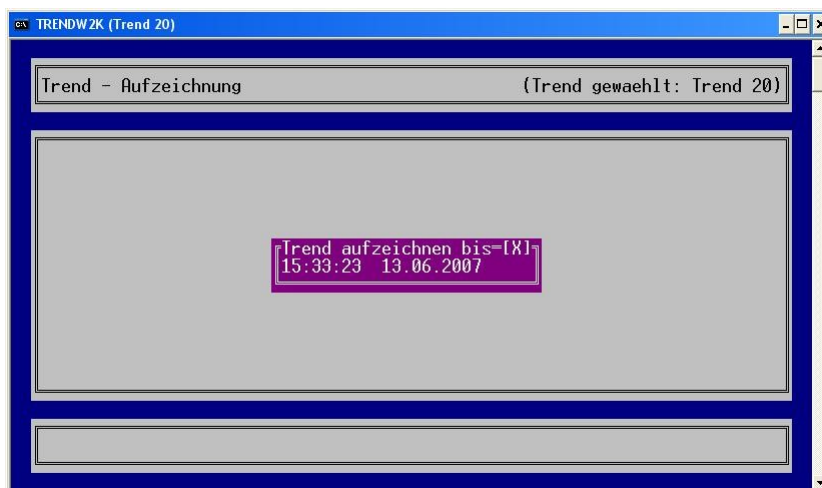 TRENDW2K (Trend 20)
Trend - Aufzeichnung (Trend gewaehlt: Trend 20)
Trend aufzeichnen bis=[X]
15:33:23 13.06.2007